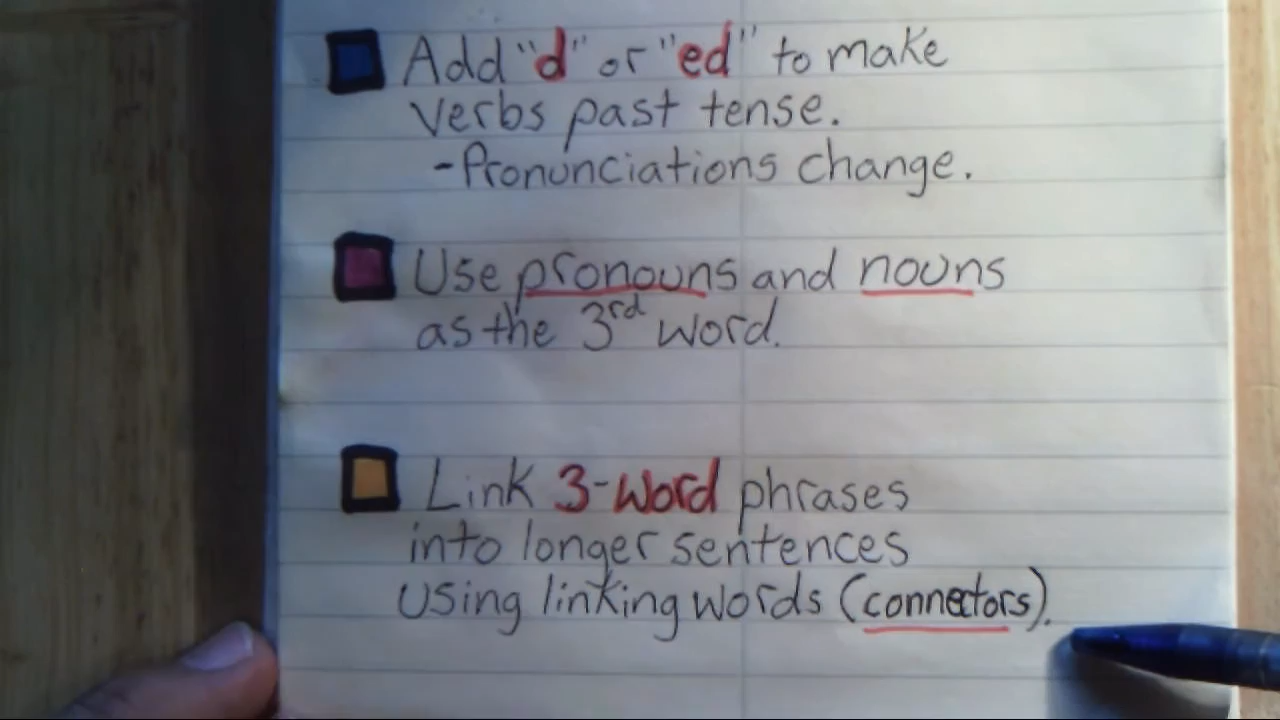 Add "d" or "ed" to make
verbs past tense.
-Pronunciations change.
Use pronouns and nouns
as the 3rd word.
Link 3-word phrases
into longer sentences
using linking words (connectors).